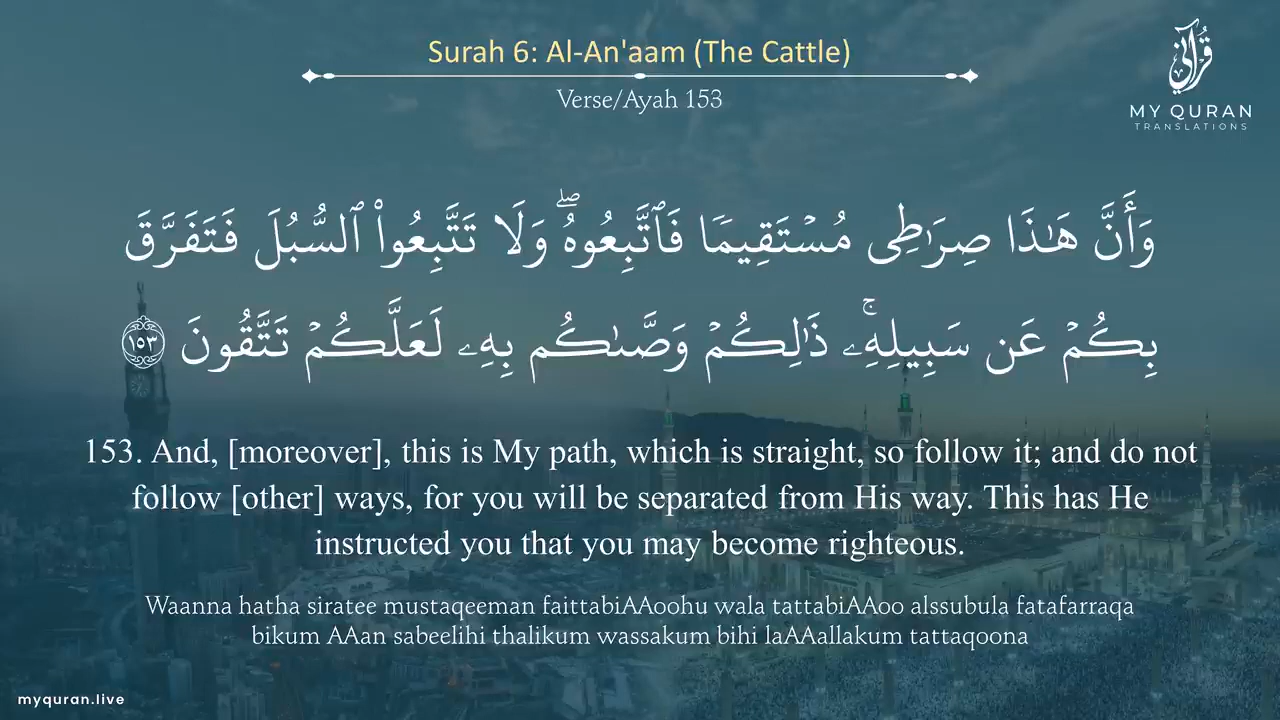 Surah 6: Al-An'aam (The Cattle)
Verse/Ayah 153
قرآني
MY QURAN
TRANSLATIONS
وَأَنَّ هَـٰذَا صِرَٰطِى مُسْتَقِيمًا فَٱتَّبِعُوهُ ۖ وَلَا تَتَّبِعُوا۟ ٱلسُّبُلَ فَتَفَرَّقَ
بِكُمْ عَن سَبِيلِهِۦ ۚ ذَٰلِكُمْ وَصَّىٰكُم بِهِۦ لَعَلَّكُمْ تَتَّقُونَ ١٥٣
153. And, [moreover], this is My path, which is straight, so follow it; and do not
follow [other] ways, for you will be separated from His way. This has He
instructed you that you may become righteous.
Waanna hatha siratee mustaqeeman faittabiAAoohu wala tattabiAAoo alssubula fatafarraqa
bikum AAan sabeelihi thalikum wassakum bihi laAAallakum tattaqoona
myquran.live